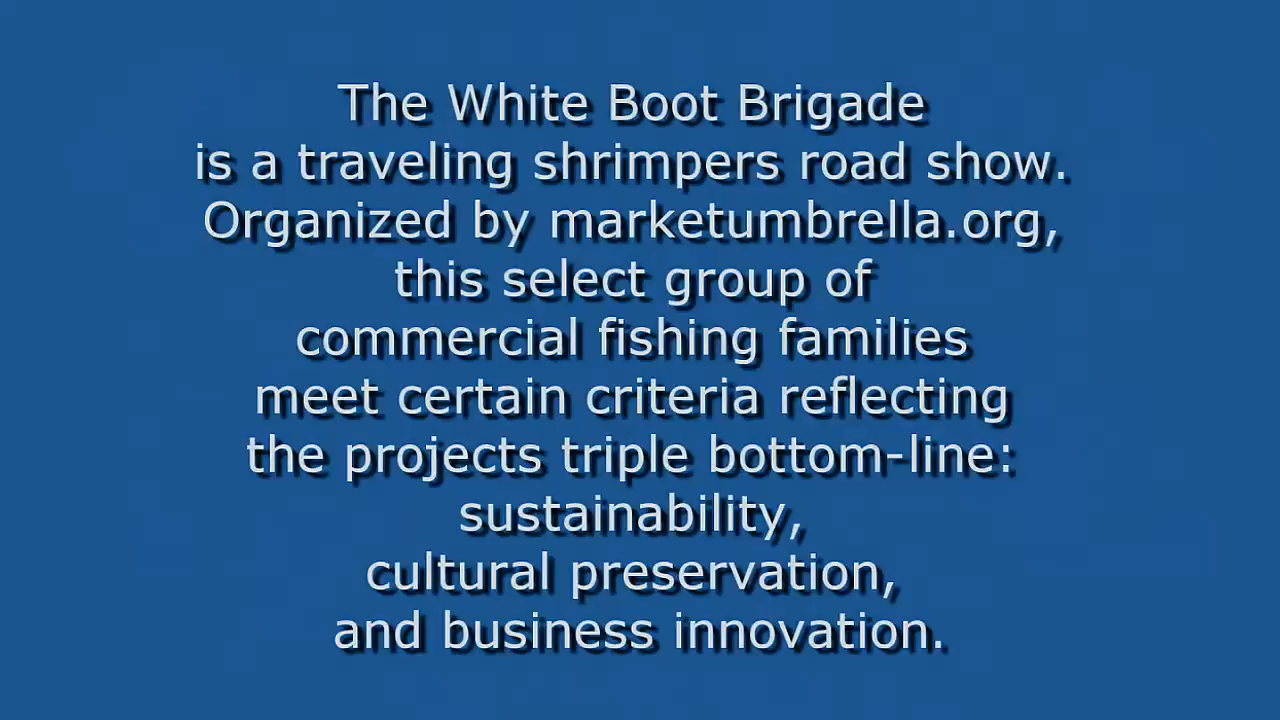 The White Boot Brigade
is a traveling shrimpers road show.
Organized by marketumbrella.org,
this select group of
commercial fishing families
meet certain criteria reflecting
the projects triple bottom-line:
sustainability,
cultural preservation,
and business innovation.